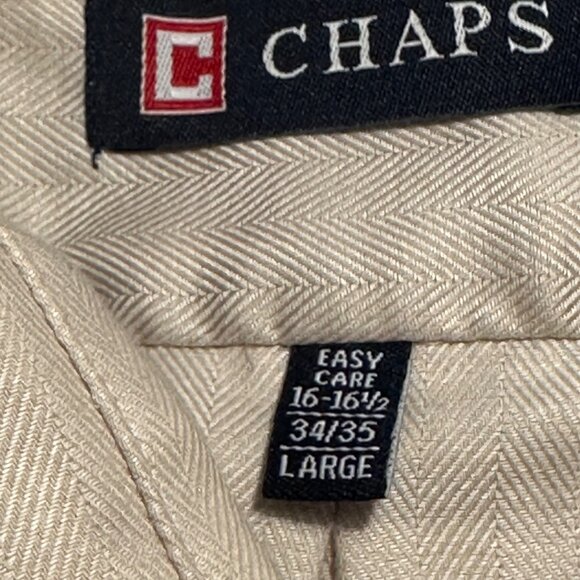 C CHAPS
EASY
CARE
16-16½
34/35
LARGE